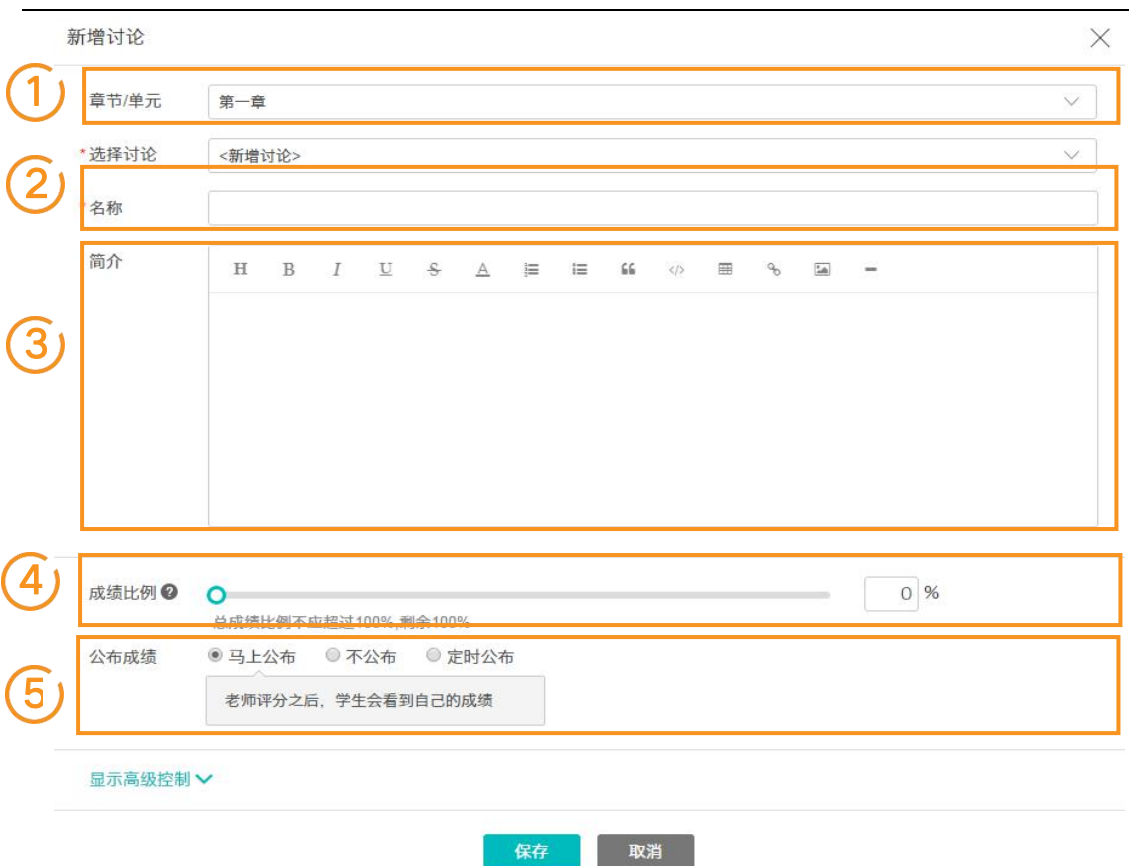 新增讨论
① 章节/单元 第一章
*选择讨论 <新增讨论>
② *名称
简介 H B I U S A
③
④ 成绩比例 ? 0 %
总成绩比例不应超过100%,剩余100%
公布成绩 马上公布 不公布 定时公布
⑤ 老师评分之后，学生会看到自己的成绩
显示高级控制
保存 取消